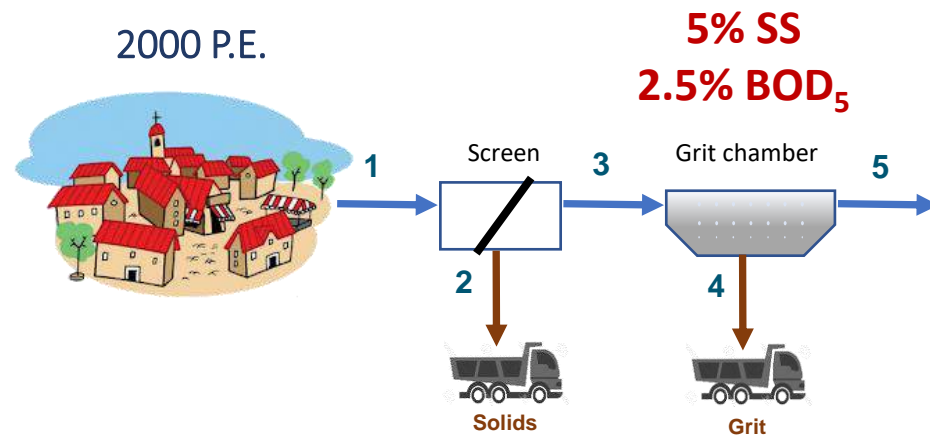 2000 P.E.
5% SS
2.5% BOD5
1
Screen
3
Grit chamber
5
2
4
Solids
Grit